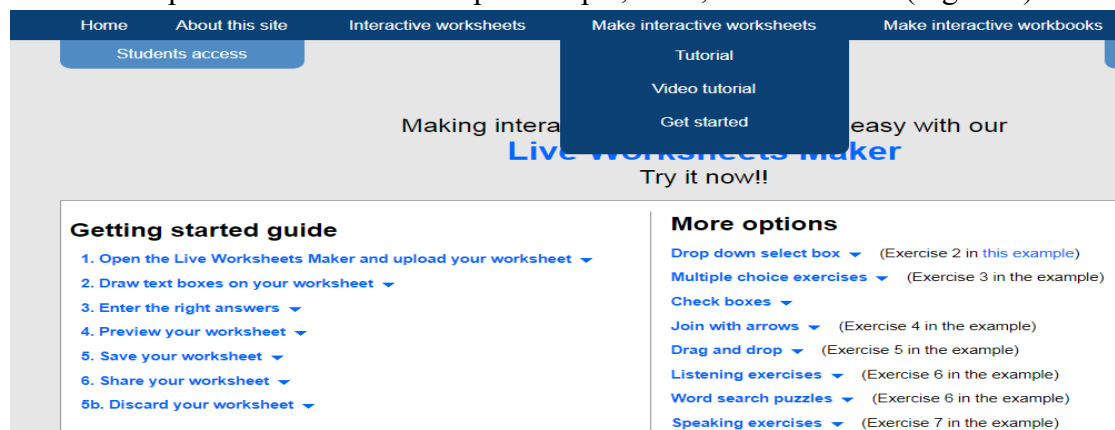 Home About this site Interactive worksheets Make interactive worksheets Make interactive workbooks
Students access
Tutorial
Video tutorial
Get started
Making intera easy with our
Live Worksheets Maker
Try it now!!
Getting started guide
1. Open the Live Worksheets Maker and upload your worksheet
2. Draw text boxes on your worksheet
3. Enter the right answers
4. Preview your worksheet
5. Save your worksheet
6. Share your worksheet
5b. Discard your worksheet
More options
Drop down select box (Exercise 2 in this example)
Multiple choice exercises (Exercise 3 in the example)
Check boxes
Join with arrows (Exercise 4 in the example)
Drag and drop (Exercise 5 in the example)
Listening exercises (Exercise 6 in the example)
Word search puzzles (Exercise 6 in the example)
Speaking exercises (Exercise 7 in the example)